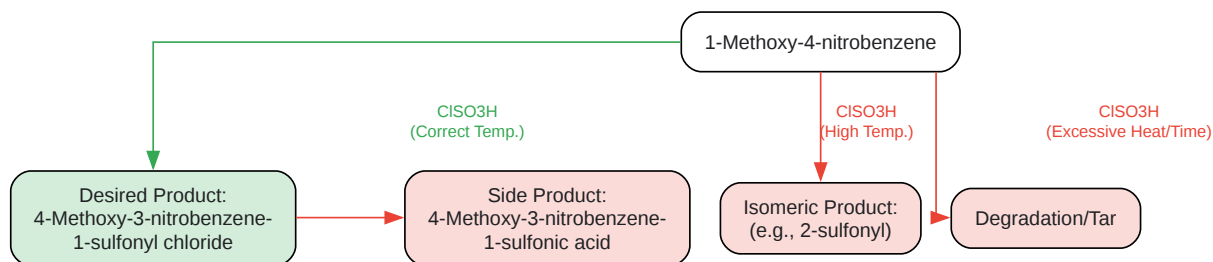 1-Methoxy-4-nitrobenzene
ClSO3H
(Correct Temp.)
ClSO3H
(High Temp.)
ClSO3H
(Excessive Heat/Time)
Desired Product:
4-Methoxy-3-nitrobenzene-
1-sulfonyl chloride
Side Product:
4-Methoxy-3-nitrobenzene-
1-sulfonic acid
Isomeric Product:
(e.g., 2-sulfonyl)
Degradation/Tar